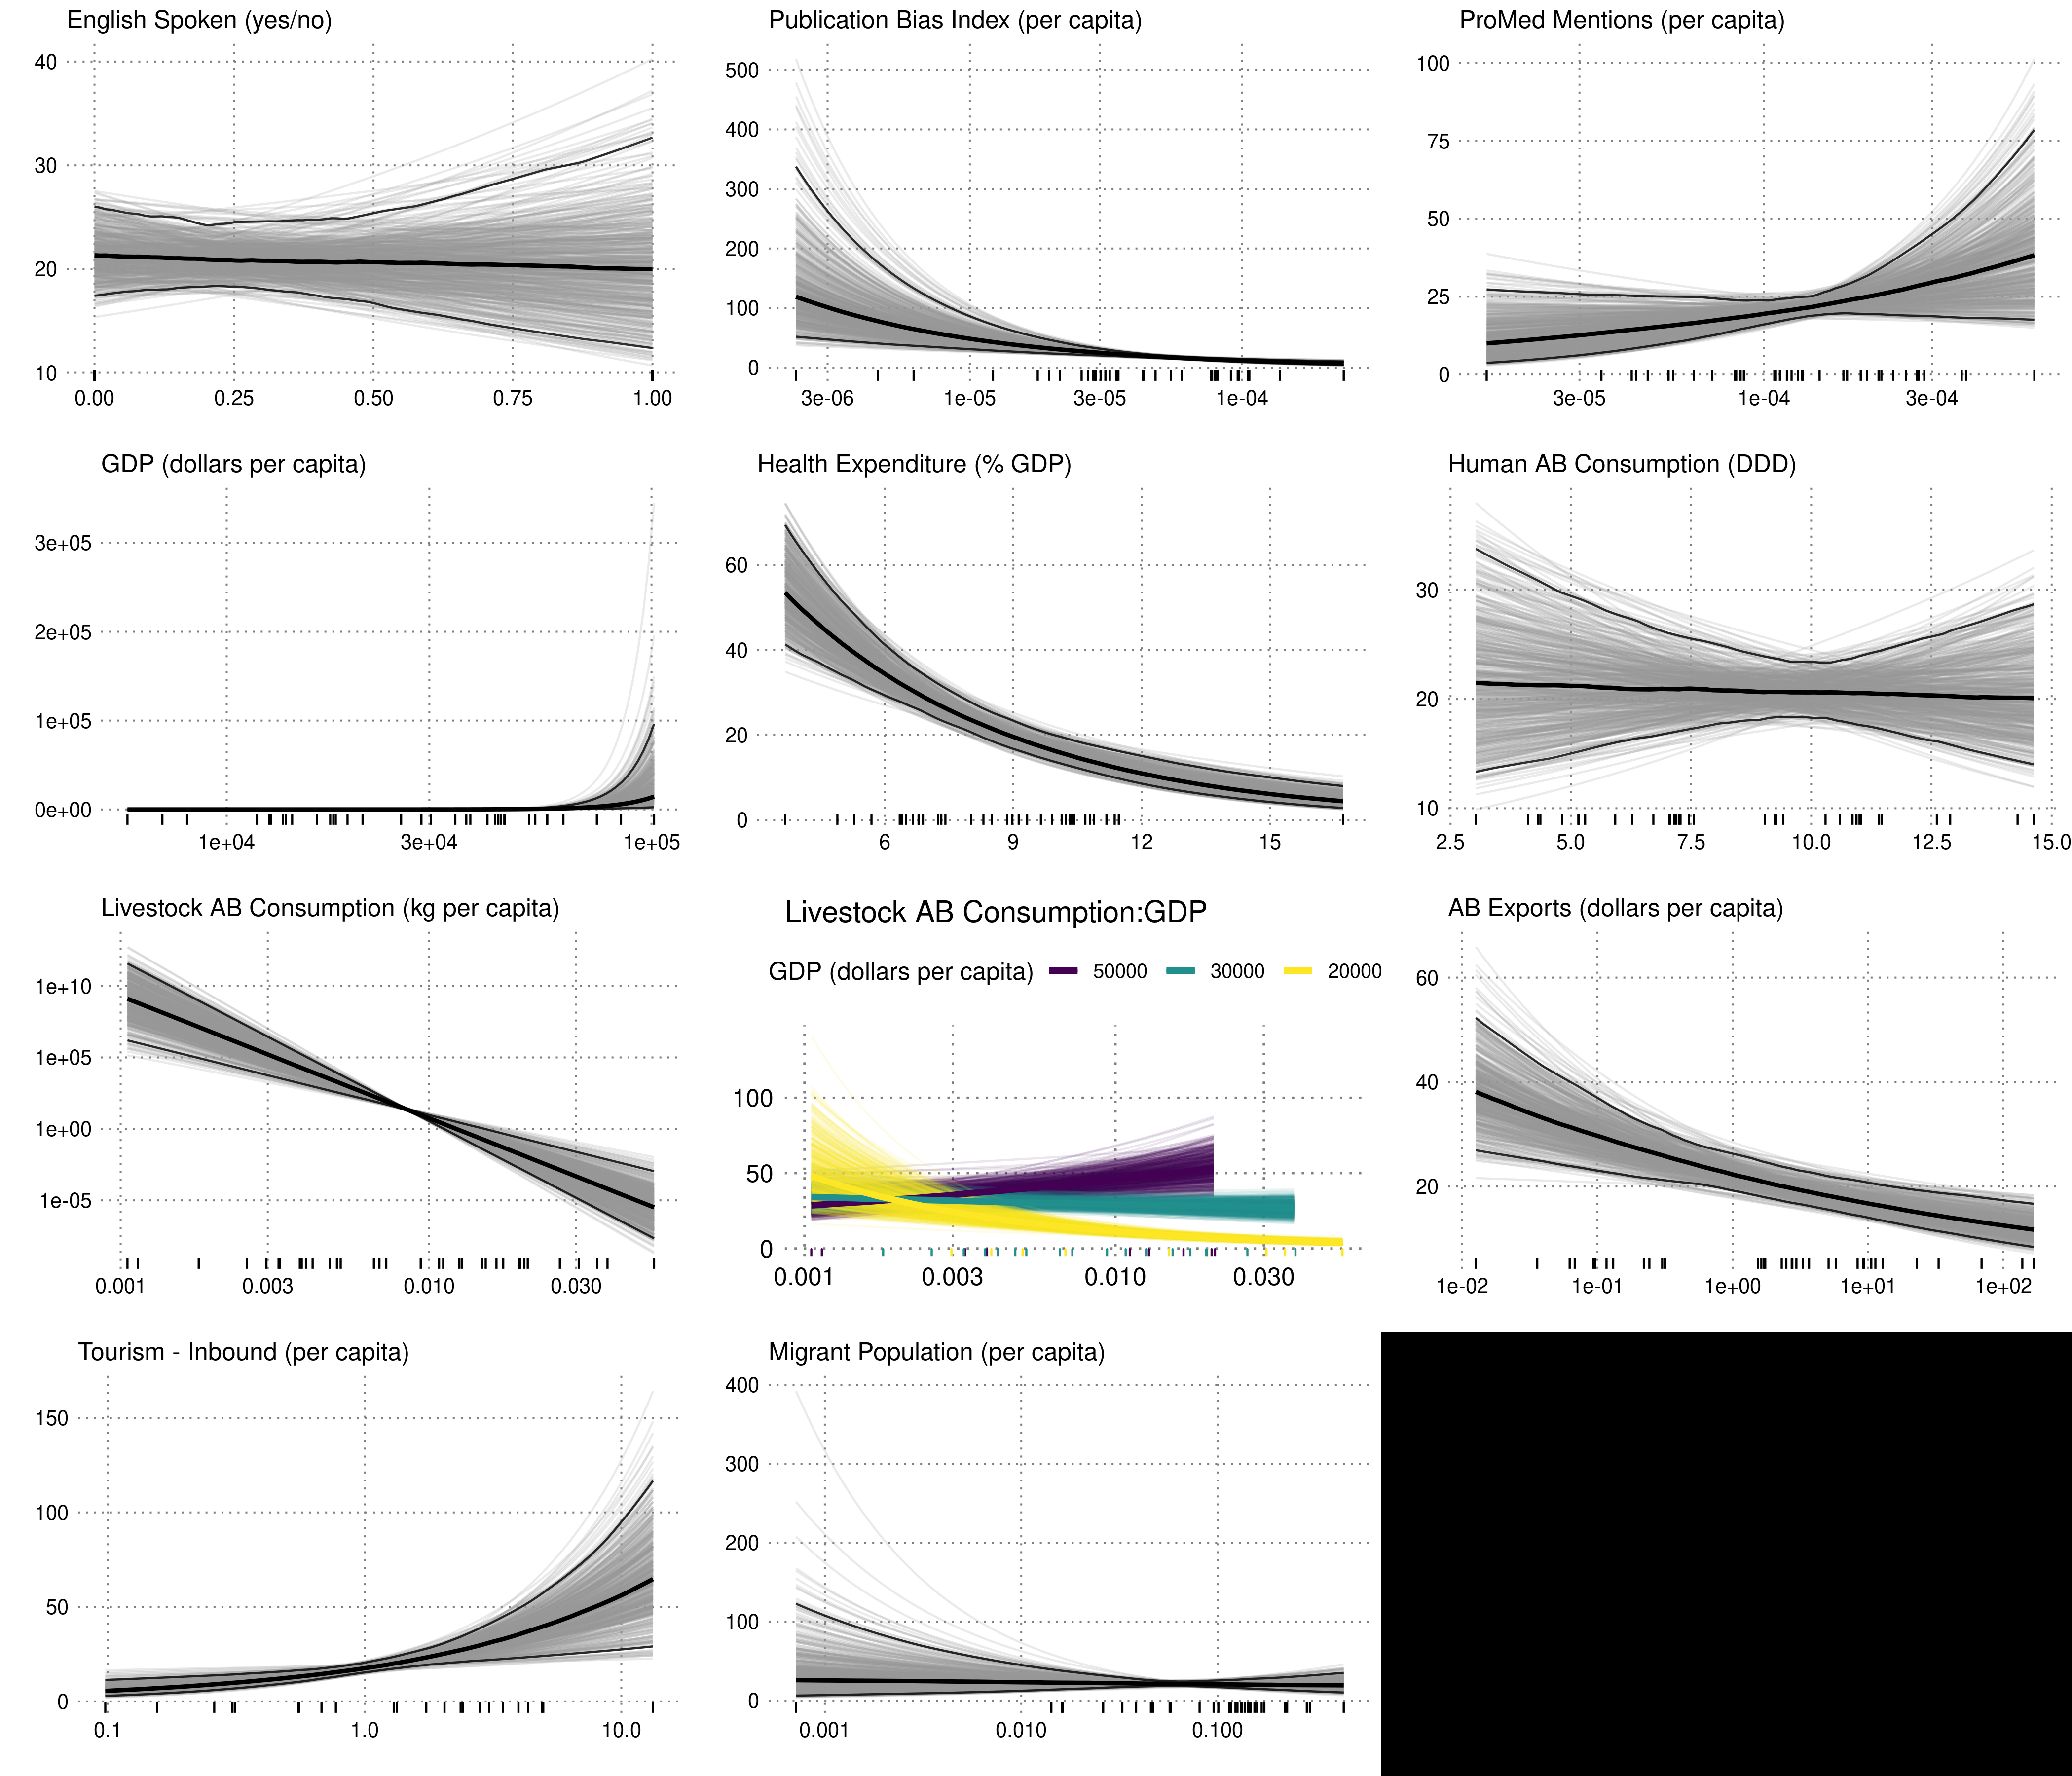 English Spoken (yes/no)
40
30
20
10
0.00 0.25 0.50 0.75 1.00
Publication Bias Index (per capita)
500
400
300
200
100
0
3e-06 1e-05 3e-05 1e-04
ProMed Mentions (per capita)
100
75
50
25
0
3e-05 1e-04 3e-04
GDP (dollars per capita)
3e+05
2e+05
1e+05
0e+00
1e+04 3e+04 1e+05
Health Expenditure (% GDP)
60
40
20
0
6 9 12 15
Human AB Consumption (DDD)
30
20
10
2.5 5.0 7.5 10.0 12.5 15.0
Livestock AB Consumption (kg per capita)
1e+10
1e+05
1e+00
1e-05
0.001 0.003 0.010 0.030
Livestock AB Consumption:GDP
GDP (dollars per capita) 50000 30000 20000
100
50
0
0.001 0.003 0.010 0.030
AB Exports (dollars per capita)
60
40
20
1e-02 1e-01 1e+00 1e+01 1e+02
Tourism - Inbound (per capita)
150
100
50
0
0.1 1.0 10.0
Migrant Population (per capita)
400
300
200
100
0
0.001 0.010 0.100